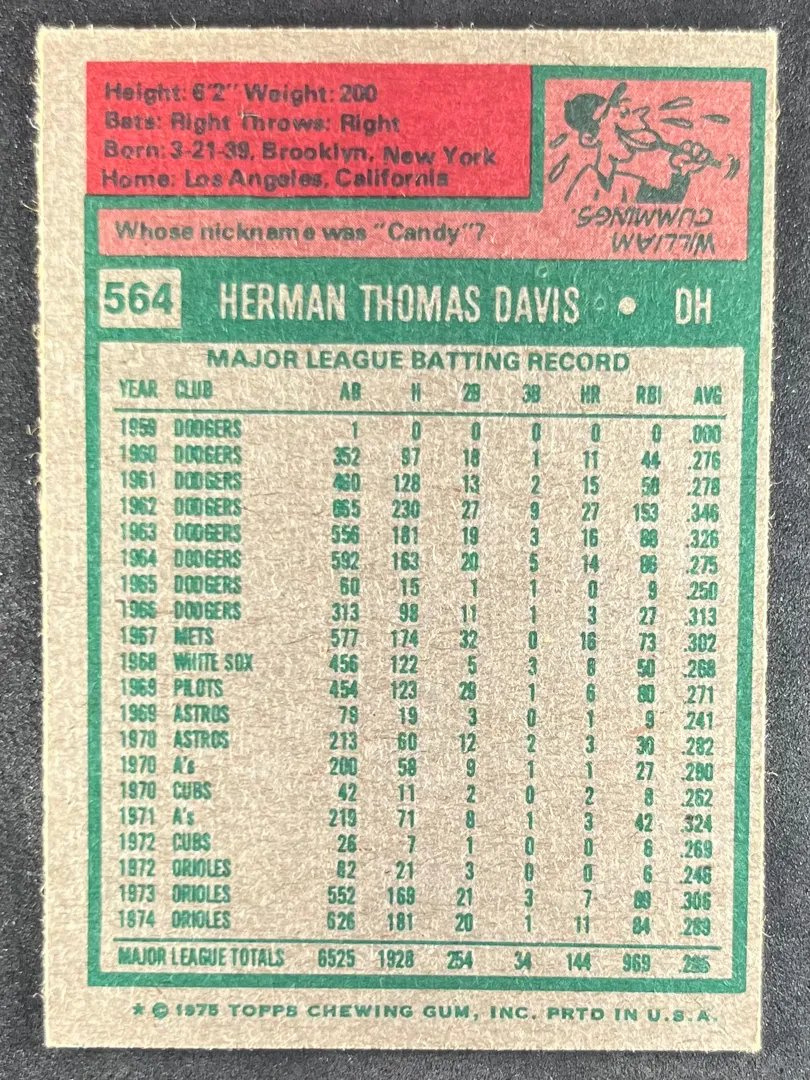 Height: 6'2" Weight: 200
Bats: Right Throws: Right
Born: 3-21-39, Brooklyn, New York
Home: Los Angeles, California
Whose nickname was "Candy"?
WILLIAM
CUMMINGS.
564 HERMAN THOMAS DAVIS • DH
MAJOR LEAGUE BATTING RECORD
YEAR CLUB AB H 2B 3B HR RBI AVG
1959 DODGERS 1 0 0 0 0 0 .000
1960 DODGERS 352 97 18 1 11 44 .276
1961 DODGERS 460 128 13 2 15 58 .278
1962 DODGERS 665 230 27 9 27 153 .346
1963 DODGERS 556 181 19 3 16 88 .326
1964 DODGERS 592 163 20 5 14 86 .275
1965 DODGERS 60 15 1 1 0 9 .250
1966 DODGERS 313 98 11 1 3 27 .313
1967 METS 577 174 32 0 16 73 .302
1968 WHITE SOX 456 122 5 3 8 50 .268
1969 PILOTS 454 123 29 1 6 80 .271
1969 ASTROS 79 19 3 0 1 9 .241
1970 ASTROS 213 60 12 2 3 30 .282
1970 A's 200 58 9 1 1 27 .290
1970 CUBS 42 11 2 0 2 8 .262
1971 A's 219 71 8 1 3 42 .324
1972 CUBS 26 7 1 0 0 6 .269
1972 ORIOLES 82 21 3 0 0 6 .246
1973 ORIOLES 552 169 21 3 7 89 .306
1974 ORIOLES 626 181 20 1 11 84 .289
MAJOR LEAGUE TOTALS 6525 1928 254 34 144 969 .295
* © 1975 TOPPS CHEWING GUM, INC. PRTD IN U.S.A.